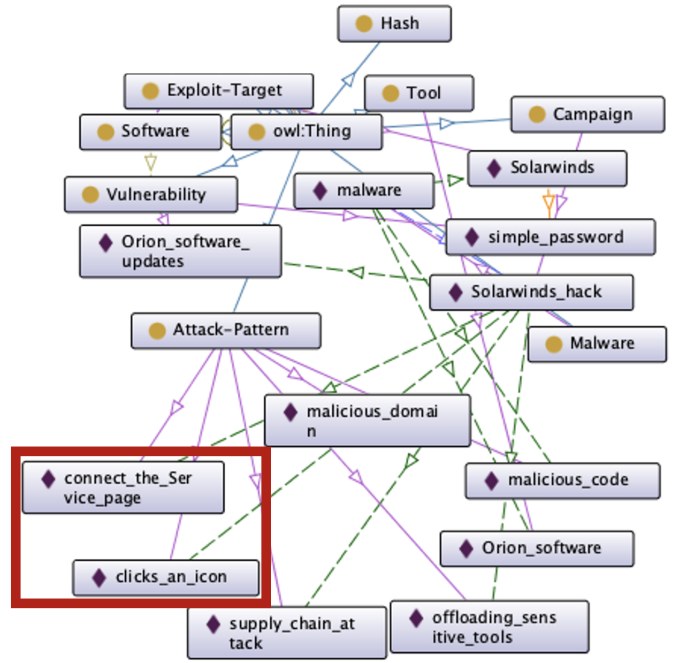 Hash
Exploit-Target
Tool
Campaign
Software
owl:Thing
Solarwinds
Vulnerability
malware
Orion_software_
updates
simple_password
Solarwinds_hack
Attack-Pattern
Malware
malicious_domai
n
connect_the_Ser
vice_page
malicious_code
Orion_software
clicks_an_icon
supply_chain_at
tack
offloading_sens
itive_tools